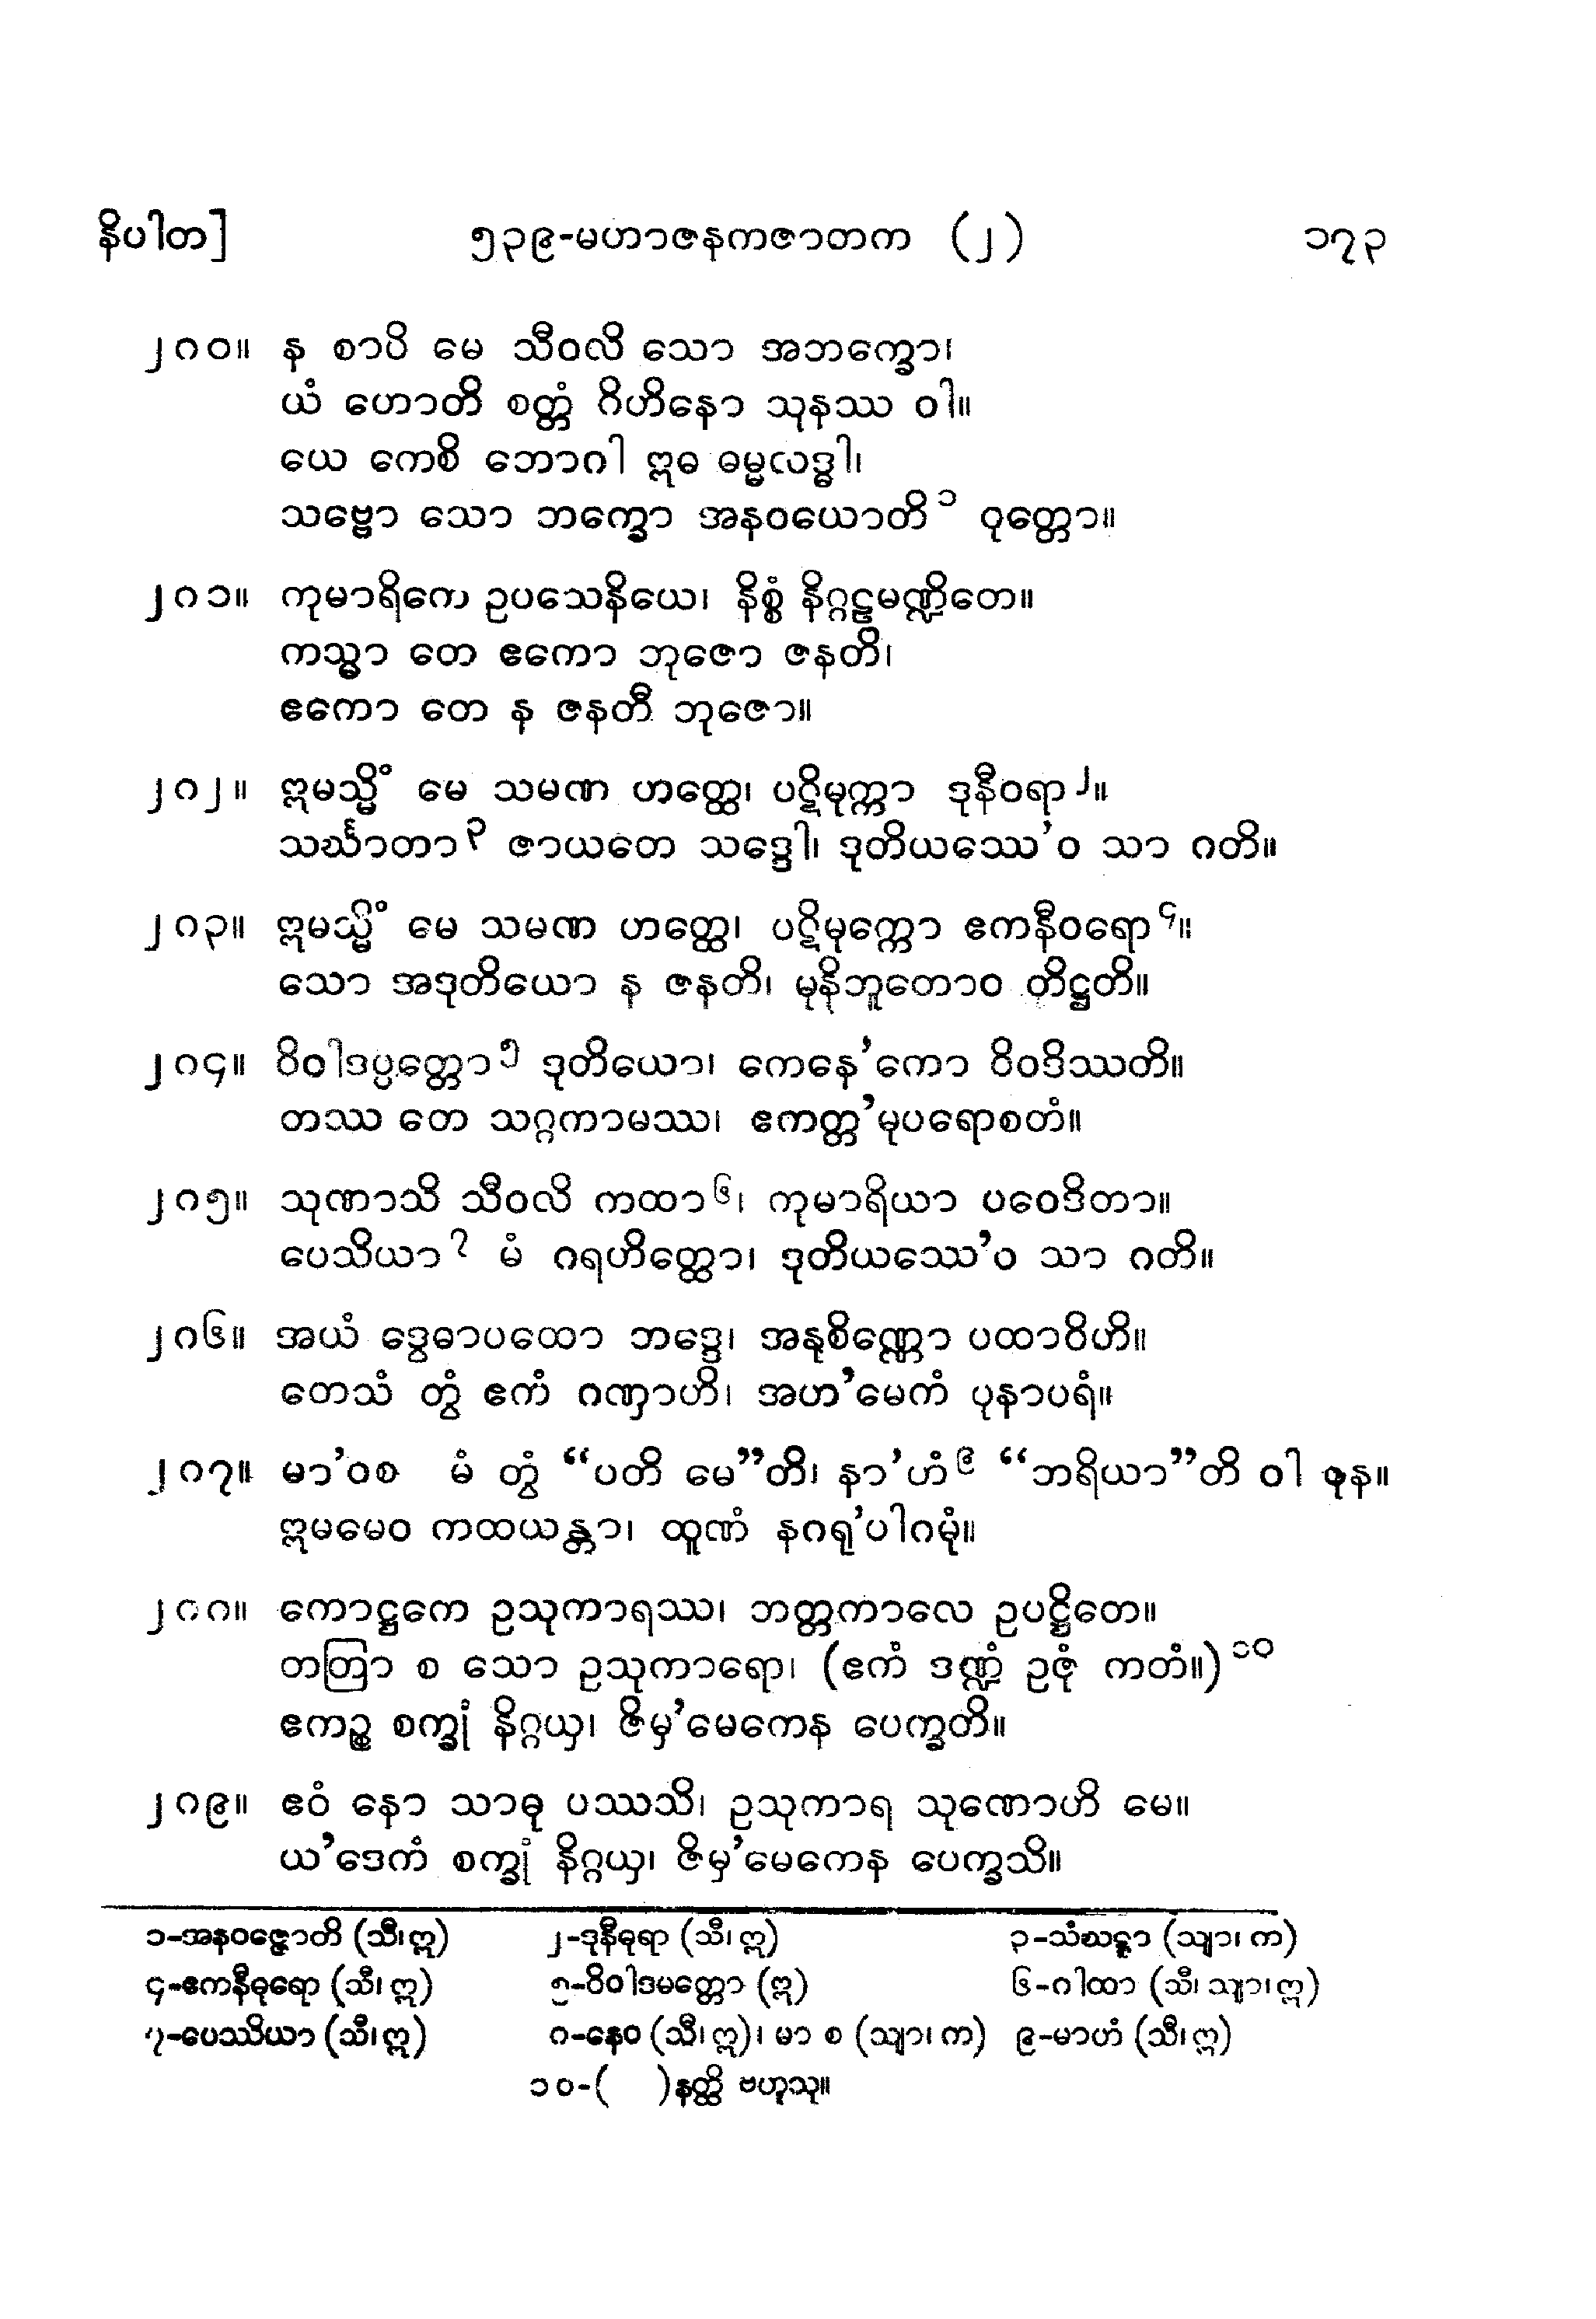 နိပါတ]	၅၃၉-မဟာဇနကဇာတက (၂)	၁၇၃
၂၈၀။ န စာပိ မေ သီဝလိ သော အဘက္ခော၊
ယံ ဟောတိ စတ္တံ ဂိဟိနော သုနဿ ဝါ။
ယေ ကေစိ ဘောဂါ ဣဓ ဓမ္မလဒ္ဓါ၊
သဗ္ဗော သော ဘက္ခော အနဝယောတိ၁ ဝုတ္တော။
၂၈၁။ ကုမာရိကေ ဥပသေနိယေ၊ နိစ္စံ နိဂ္ဂဠမဏ္ဍိတေ။
ကသ္မာ တေ ဧကော ဘုဇော ဇနတိ၊
ဧကော တေ န ဇနတီ ဘုဇော။
၂၈၂။ ဣမသ္မိံ မေ သမဏ ဟတ္ထေ၊ ပဋိမုက္ကာ ဒုနီဝရာ၂။
သင်္ဃာတာ၃ ဇာယတေ သဒ္ဒေါ၊ ဒုတိယဿေ’ဝ သာ ဂတိ။
၂၈၃။ ဣမသ္မိံ မေ သမဏ ဟတ္ထေ၊ ပဋိမုက္ကော ဧကနီဝရော၄။
သော အဒုတိယော န ဇနတိ၊ မုနိဘူတောဝ တိဋ္ဌတိ။
၂၈၄။ ဝိဝါဒပ္ပတ္တော၅ ဒုတိယော၊ ကေနေ’ကော ဝိဝဒိဿတိ။
တဿ တေ သဂ္ဂကာမဿ၊ ဧကတ္တ’မုပရောစတံ။
၂၈၅။ သုဏာသိ သီဝလိ ကထာ၆၊ ကုမာရိယာ ပဝေဒိတာ။
ပေသိယာ၇ မံ ဂရဟိတ္ထော၊ ဒုတိယဿေ’ဝ သာ ဂတိ။
၂၈၆။ အယံ ဒွေဓာပထော ဘဒ္ဒေ၊ အနုစိဏ္ဏော ပထာဝိဟိ။
တေသံ တွံ ဧကံ ဂဏှာဟိ၊ အဟ’မေကံ ပုနာပရံ။
၂၈၇။ မာ’ဝစ မံ တွံ “ပတိ မေ”တိ၊ နာ’ဟံ၉ “ဘရိယာ”တိ ဝါ ပုန။
ဣမမေဝ ကထယန္တာ၊ ထူဏံ နဂရု’ပါဂမုံ။
၂၈၈။ ကောဋ္ဌကေ ဥသုကာရဿ၊ ဘတ္တကာလေ ဥပဋ္ဌိတေ။
တတြာ စ သော ဥသုကာရော၊ (ဧကံ ဒဏ္ဍံ ဥဇုံ ကတံ။)၁၀
ဧကဉ္စ စက္ခုံ နိဂ္ဂယှ၊ ဇိမှ’မေကေန ပေက္ခတိ။
၂၈၉။ ဧဝံ နော သာဓု ပဿသိ၊ ဥသုကာရ သုဏောဟိ မေ။
ယ’ဒေကံ စက္ခုံ နိဂ္ဂယှ၊ ဇိမှ’မေကေန ပေက္ခသိ။
၁-အနဝဇ္ဇောတိ (သီ၊ဣ)	၂-ဒုနီဓုရာ (သီ၊ ဣ)	၃-သံဃဋ္ဋာ (သျာ၊ က)
၄-ဧကနီဓုရော (သီ၊ ဣ)	၅-ဝိဝါဒမတ္တော (ဣ)	၆-ဂါထာ (သီ၊ သျာ၊ဣ)
၇-ပေဿိယာ (သီ၊ဣ)	၈-နေဝ (သီ၊ ဣ)၊ မာ စ (သျာ၊ က)	၉-မာဟံ (သီ၊ဣ)
၁၀-( )နတ္ထိ ဗဟူသု။